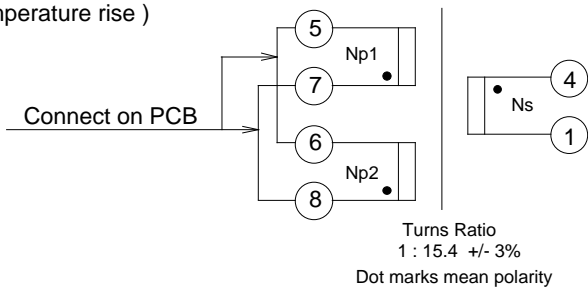 mperature rise )
5
Np1
7
4
Ns
Connect on PCB
1
6
Np2
8
Turns Ratio
1 : 15.4 +/- 3%
Dot marks mean polarity